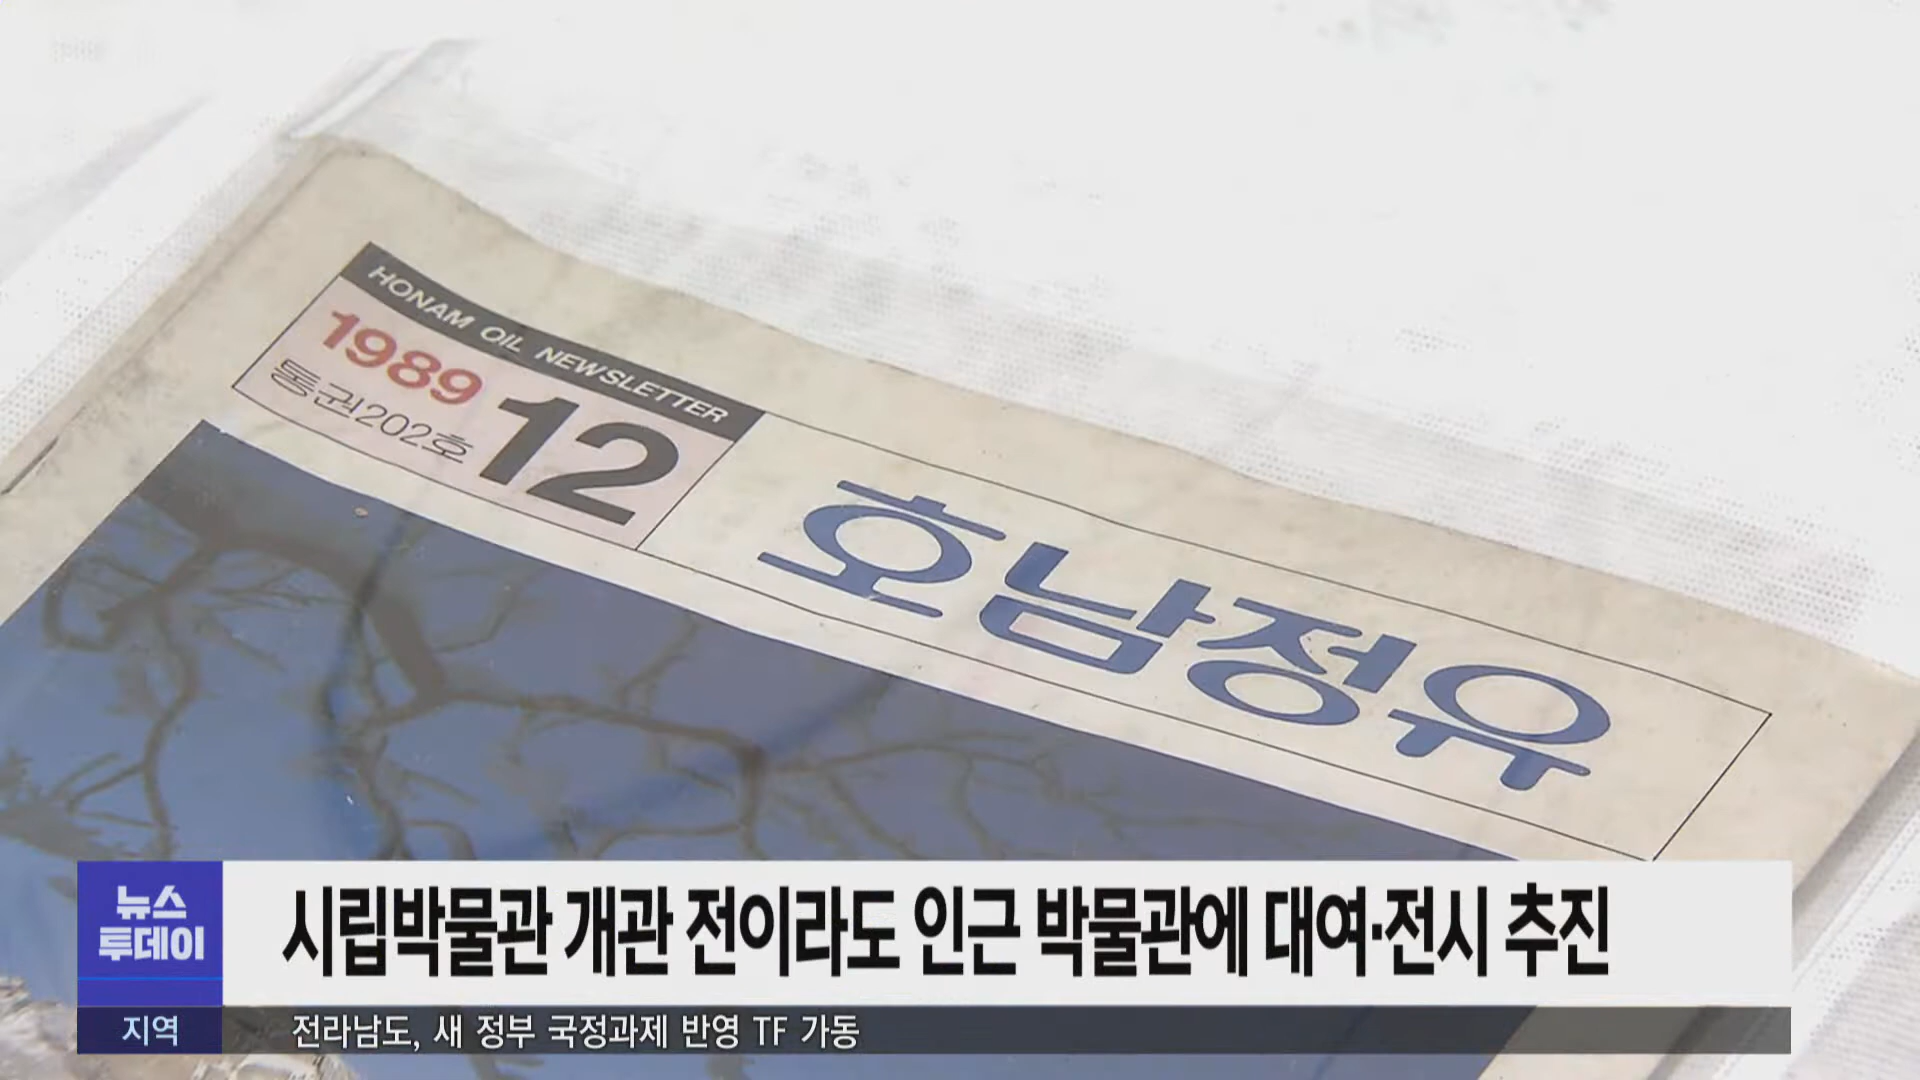 HONAM OIL NEWSLETTER
1989
통권202호
12
호남정유
뉴스
투데이
시립박물관 개관 전이라도 인근 박물관에 대여·전시 추진
지역
전라남도, 새 정부 국정과제 반영 TF 가동